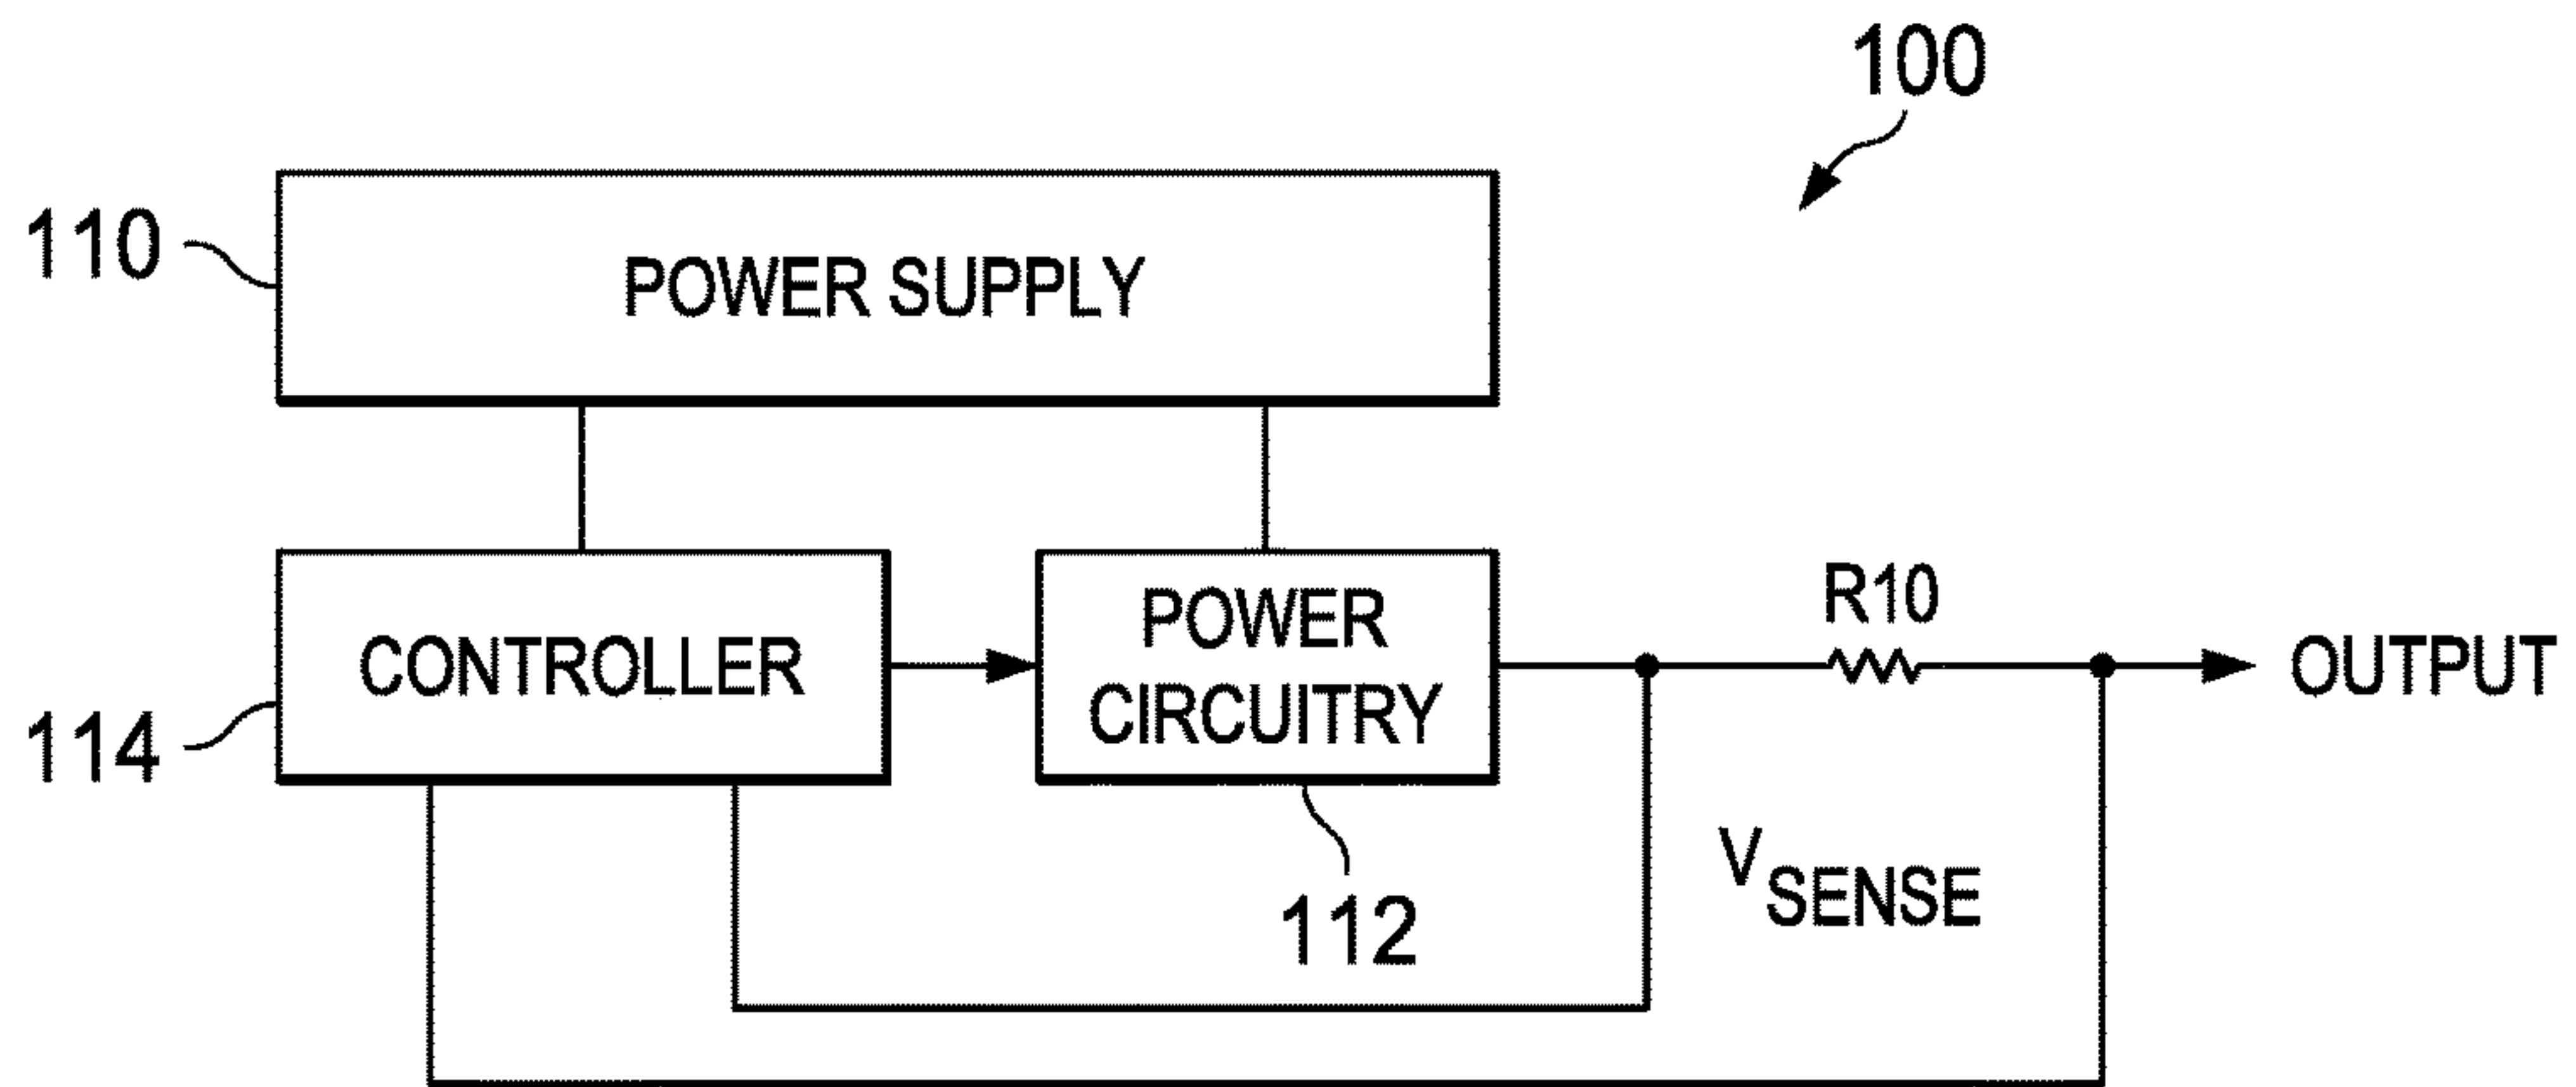 100
110
POWER SUPPLY
R10
CONTROLLER
POWER
CIRCUITRY
OUTPUT
114
112
VSENSE